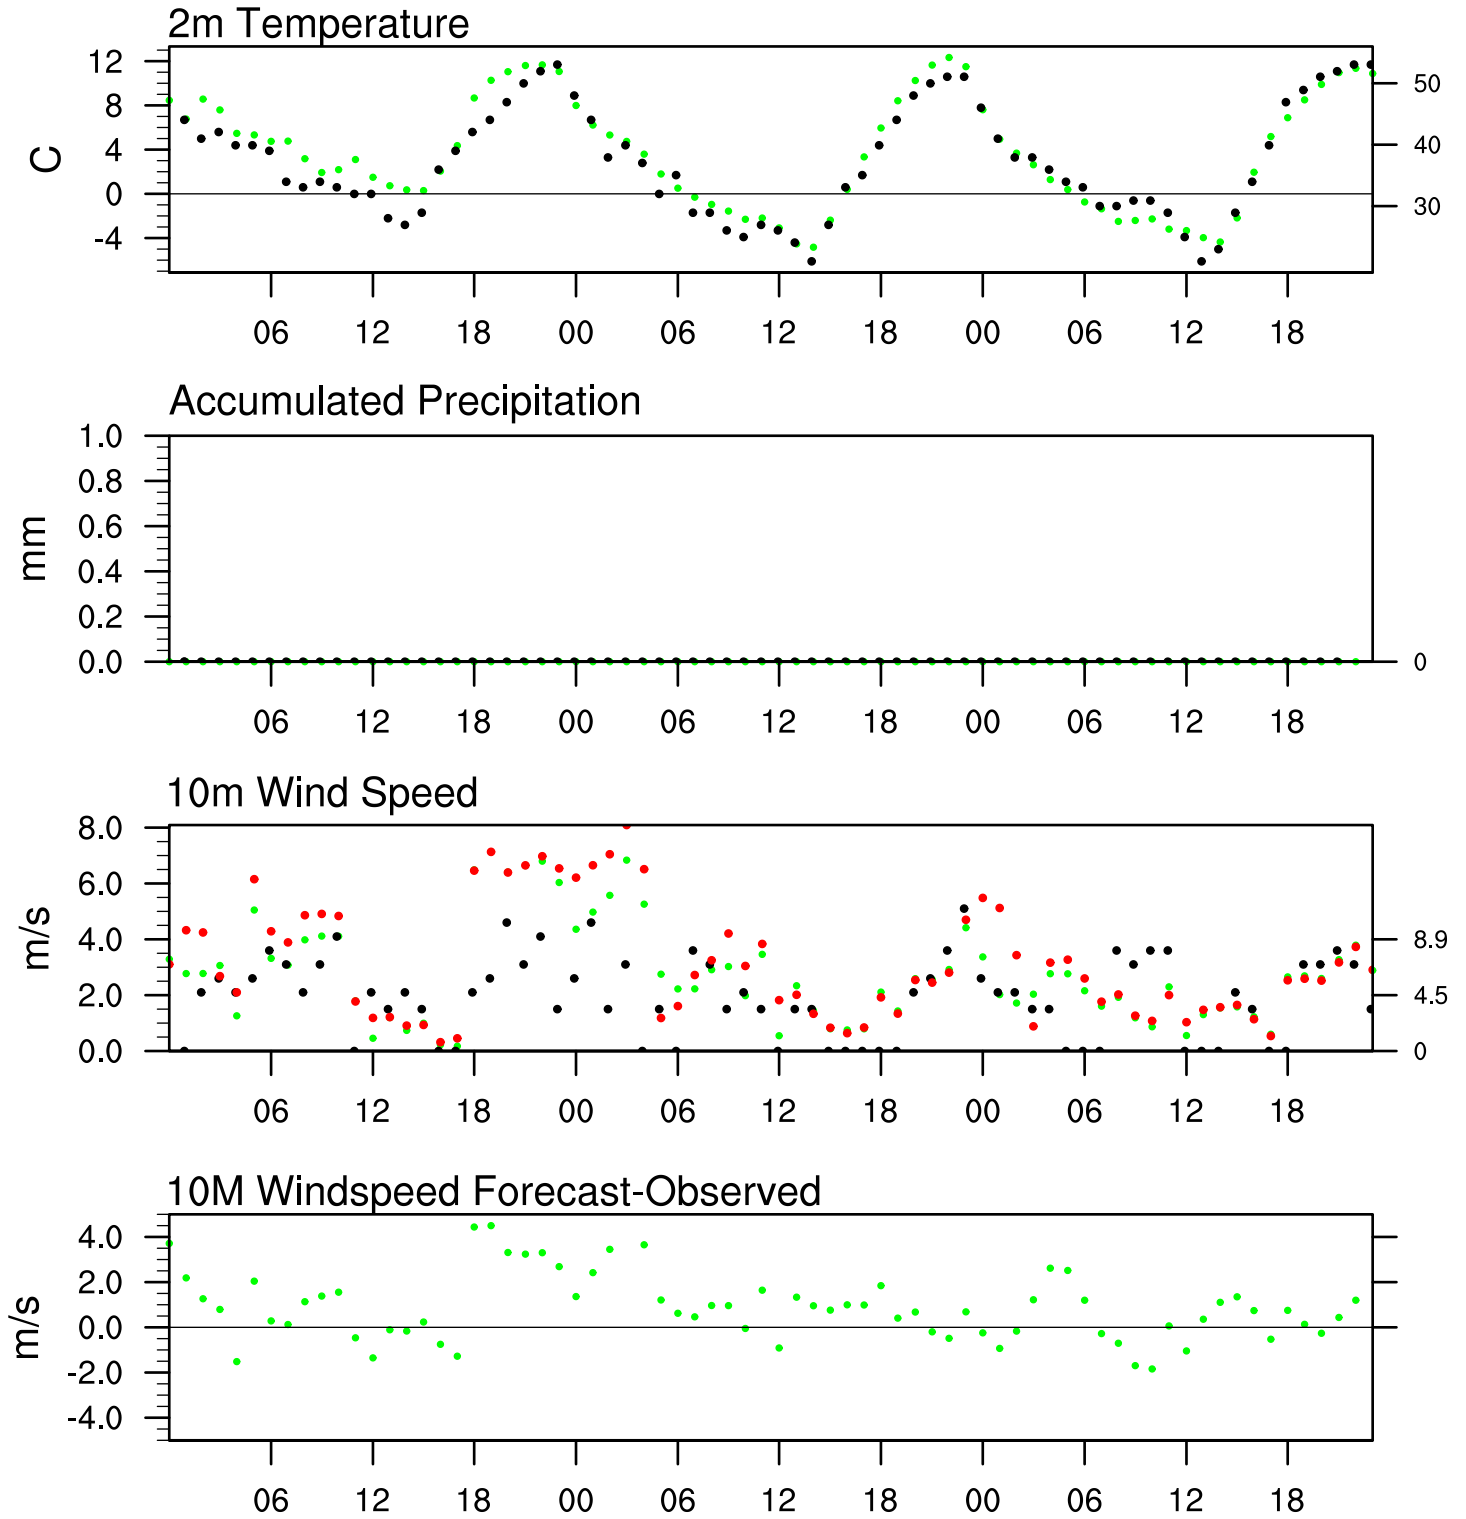 2m Temperature
12
8
4
0
-4
C
50
40
30
06 12 18 00 06 12 18 00 06 12 18
Accumulated Precipitation
1.0
0.8
0.6
0.4
0.2
0.0
mm
0
06 12 18 00 06 12 18 00 06 12 18
10m Wind Speed
8.0
6.0
4.0
2.0
0.0
m/s
8.9
4.5
0
06 12 18 00 06 12 18 00 06 12 18
10M Windspeed Forecast-Observed
4.0
2.0
0.0
-2.0
-4.0
m/s
06 12 18 00 06 12 18 00 06 12 18